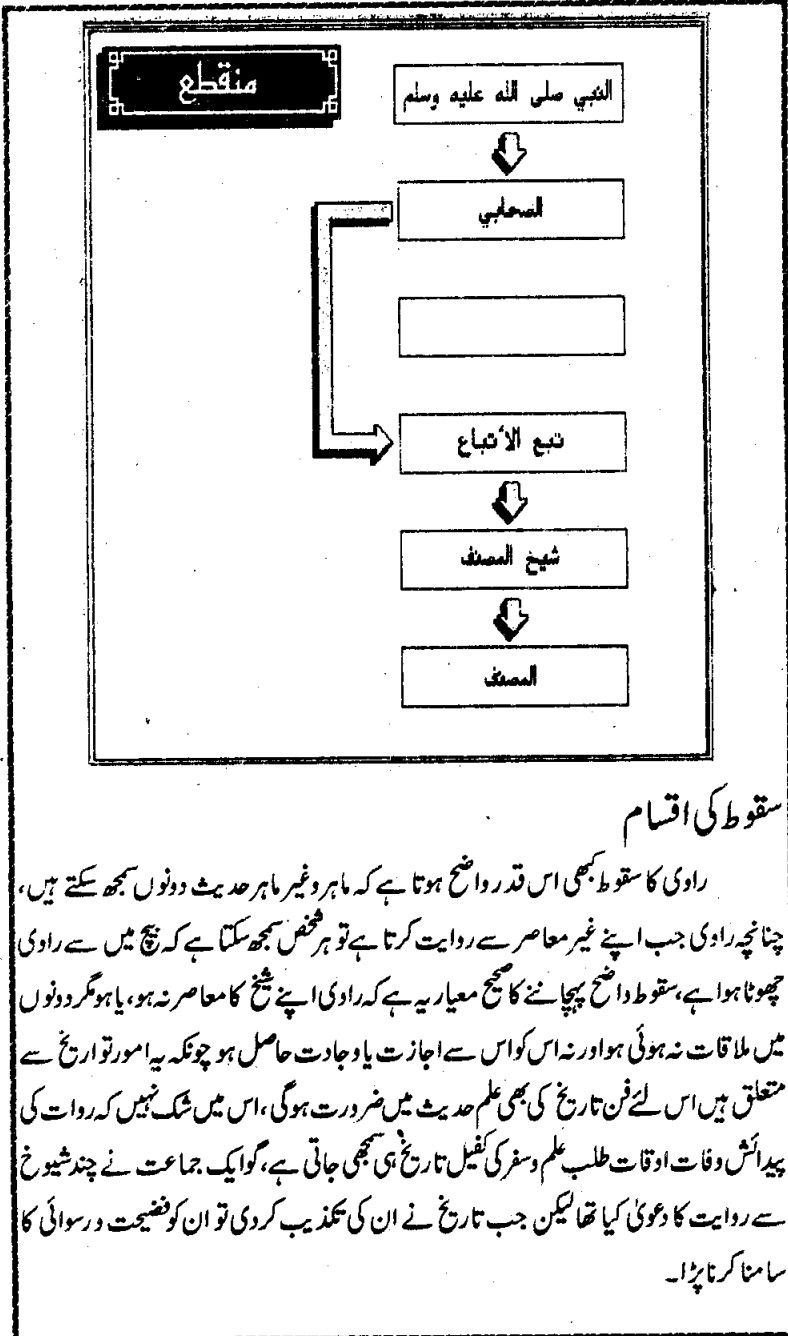 منقطع
النبي صلى الله عليه وسلم
الصحابي
تبع الأتباع
شيخ المصنف
المصنف
سقوط کی اقسام
راوی کا سقوط کبھی اس قدر واضح ہوتا ہے کہ ماہر و غیر ماہر حدیث دونوں سمجھ سکتے ہیں،
چنانچہ راوی جب اپنے غیر معاصر سے روایت کرتا ہے تو ہر شخص سمجھ سکتا ہے کہ بیچ میں سے راوی
چھوٹا ہوا ہے، سقوط واضح پہچاننے کا صحیح معیار یہ ہے کہ راوی اپنے شیخ کا معاصر نہ ہو، یا ہو مگر دونوں
میں ملاقات نہ ہوئی ہو اور نہ اس کو اس سے اجازت یا وجادت حاصل ہو چونکہ یہ امور تواریخ سے
متعلق ہیں اس لئے فن تاریخ کی بھی علم حدیث میں ضرورت ہوگی، اس میں شک نہیں کہ روات کی
پیدائش وفات اوقات طلب علم و سفر کی کفیل تاریخ ہی سمجھی جاتی ہے، گو ایک جماعت نے چند شیوخ
سے روایت کا دعویٰ کیا تھا لیکن جب تاریخ نے ان کی تکذیب کر دی تو ان کو فضیحت و رسوائی کا
سامنا کرنا پڑا۔